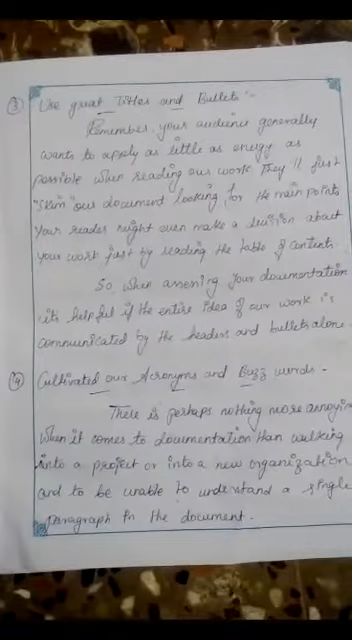 ③ Use great Titles and Bullets :-
Remember, your audience generally
wants to apply as little as energy as
possible when reading our work. They'll just
"Skim" our document looking for the main points
Your reader might even make a decision about
your work just by reading the table of contents.
So, when assessing your documentation
it's helpful if the entire idea of our work is
communicated by the headers and bullets alone.
④ Cultivated our Acronyms and Buzz words -
There is perhaps nothing more annoyin
when it comes to documentation than walking
into a project or into a new organization
and to be unable to understand a single
paragraph in the document.